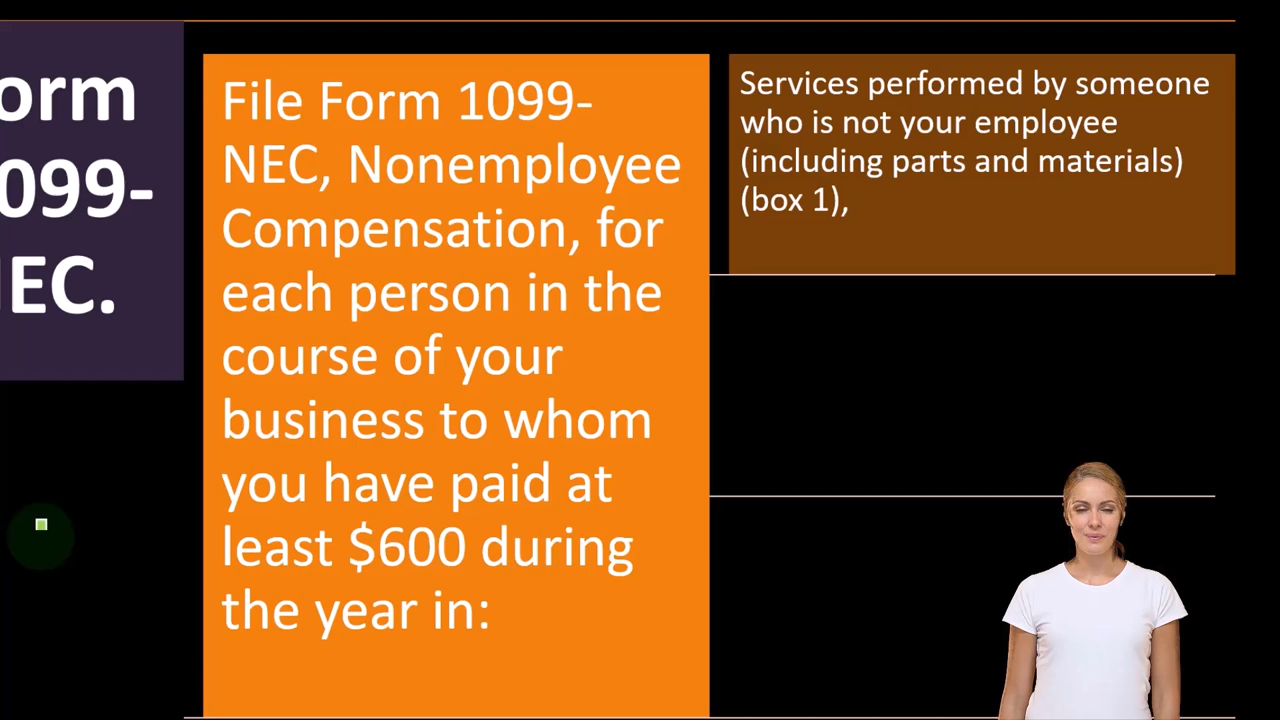 orm
099-
EC.
File Form 1099-
NEC, Nonemployee
Compensation, for
each person in the
course of your
business to whom
you have paid at
least $600 during
the year in:
Services performed by someone
who is not your employee
(including parts and materials)
(box 1),